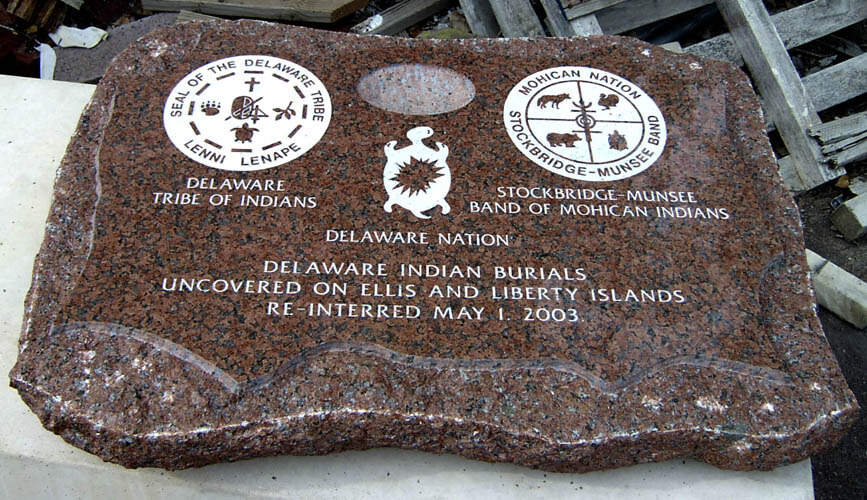 SEAL OF THE DELAWARE TRIBE
LENNI LENAPE
MOHICAN NATION
STOCKBRIDGE-MUNSEE BAND
DELAWARE
TRIBE OF INDIANS
STOCKBRIDGE-MUNSEE
BAND OF MOHICAN INDIANS
DELAWARE NATION
DELAWARE INDIAN BURIALS
UNCOVERED ON ELLIS AND LIBERTY ISLANDS
RE-INTERRED MAY 1, 2003